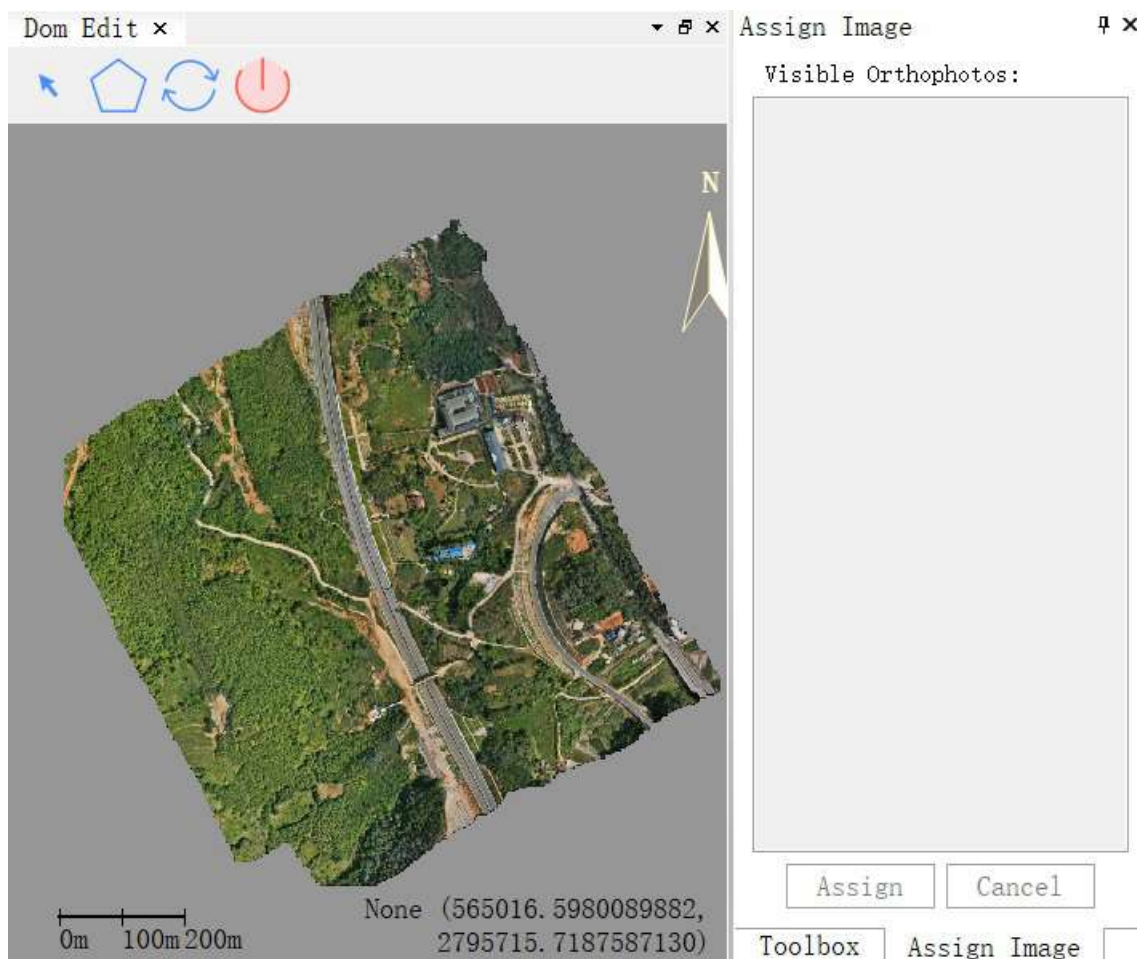 Dom Edit
Assign Image
Visible Orthophotos:
N
Assign
Cancel
None (565016.5980089882,
2795715.7187587130)
0m 100m 200m
Toolbox
Assign Image